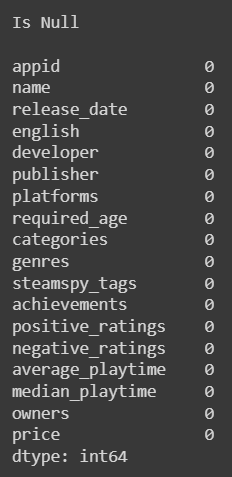 Is Null
appid 0
name 0
release_date 0
english 0
developer 0
publisher 0
platforms 0
required_age 0
categories 0
genres 0
steamspy_tags 0
achievements 0
positive_ratings 0
negative_ratings 0
average_playtime 0
median_playtime 0
owners 0
price 0
dtype: int64